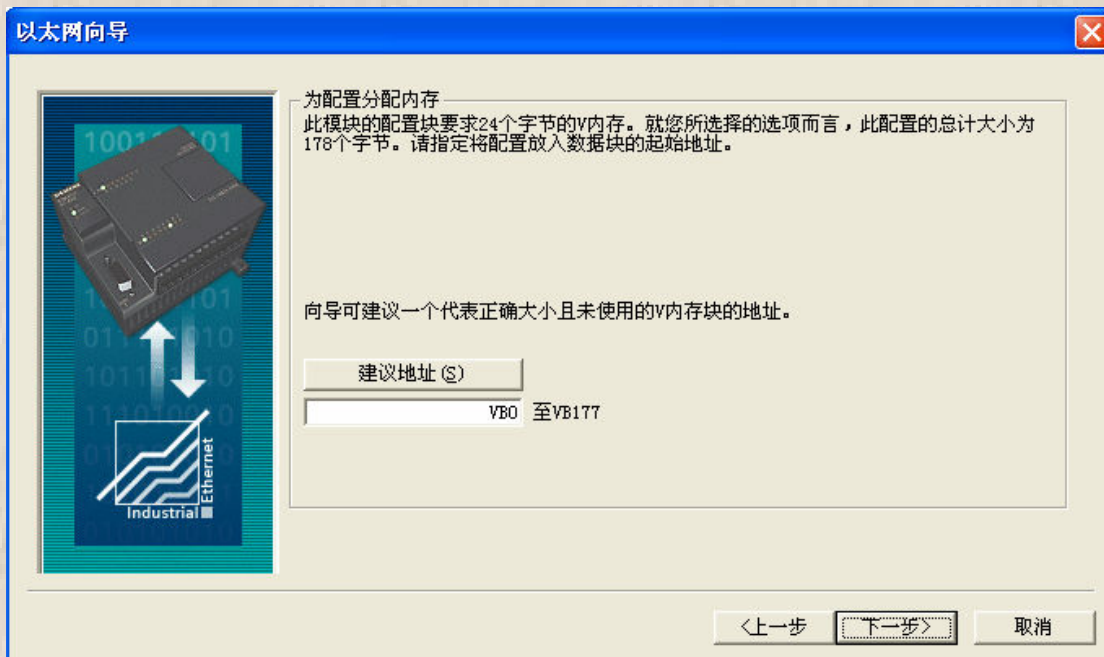 以太网向导
为配置分配内存
此模块的配置块要求24个字节的V内存。就您所选择的选项而言，此配置的总计大小为
178个字节。请指定将配置放入数据块的起始地址。
向导可建议一个代表正确大小且未使用的V内存块的地址。
建议地址(S)
VB0 至VB177
Industrial
Ethernet
<上一步
下一步>
取消